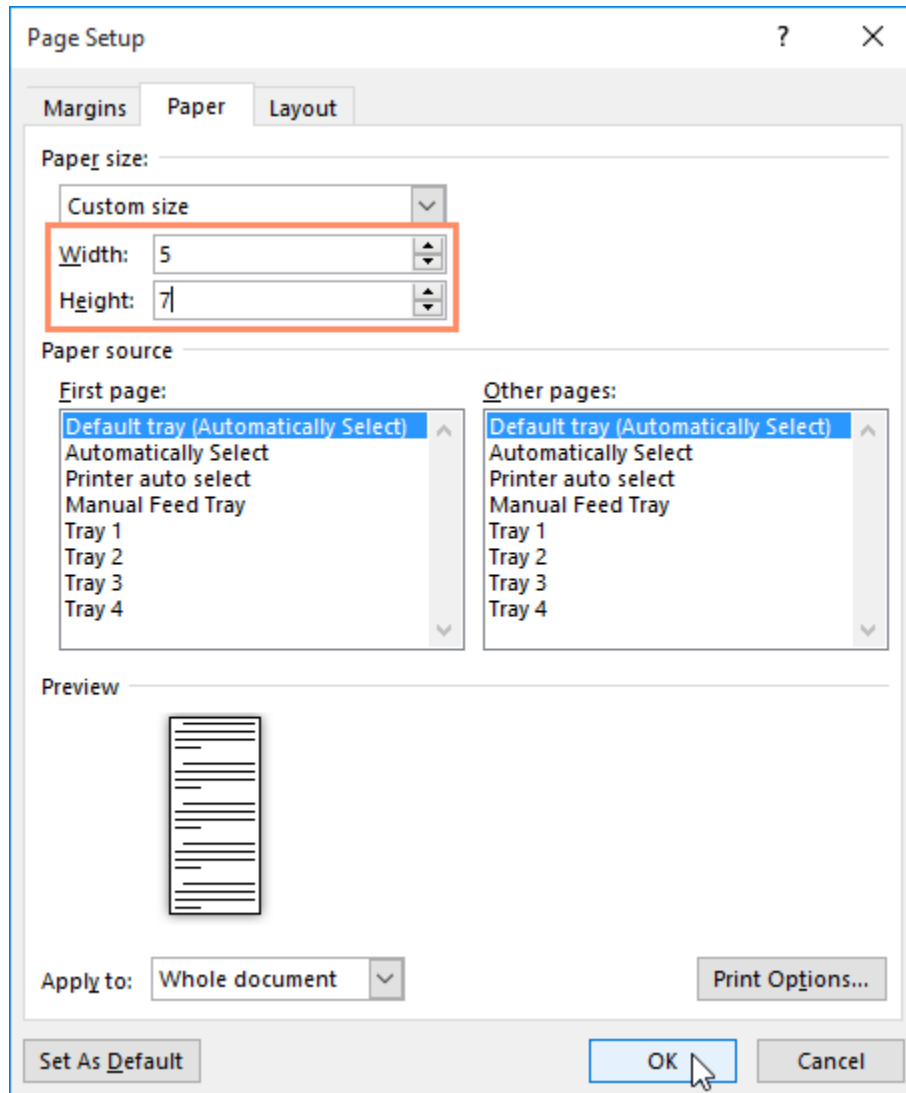 Page Setup ?
Margins Paper Layout
Paper size:
Custom size
Width: 5
Height: 7
Paper source
First page: Other pages:
Default tray (Automatically Select) Default tray (Automatically Select)
Automatically Select Automatically Select
Printer auto select Printer auto select
Manual Feed Tray Manual Feed Tray
Tray 1 Tray 1
Tray 2 Tray 2
Tray 3 Tray 3
Tray 4 Tray 4
Preview
Apply to: Whole document Print Options...
Set As Default OK Cancel